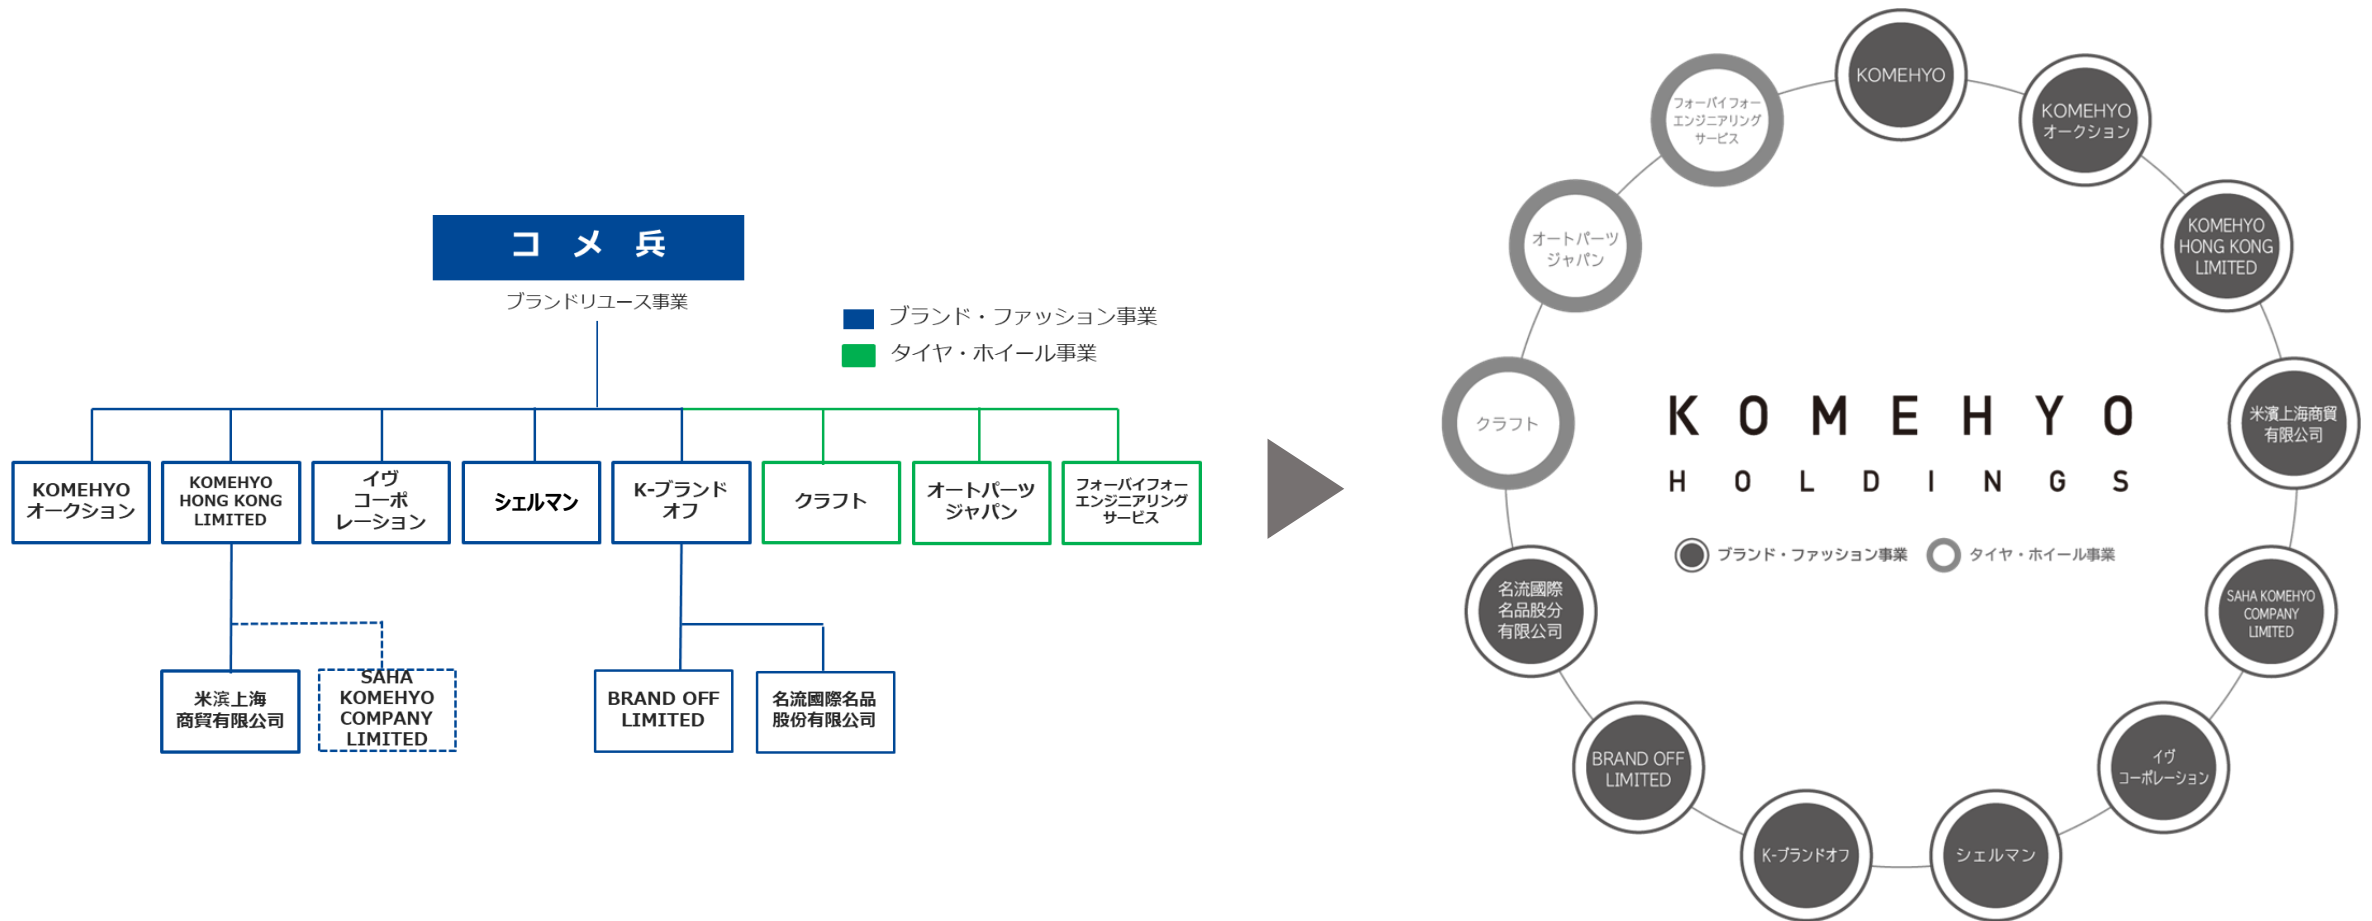 コメ兵
ブランドリユース事業
ブランド・ファッション事業
タイヤ・ホイール事業
KOMEHYO
オークション
KOMEHYO
HONG KONG
LIMITED
イヴ
コーポ
レーション
シェルマン
K-ブランド
オフ
クラフト
オートパーツ
ジャパン
フォーバイフォー
エンジニアリング
サービス
米滨上海
商貿有限公司
SAHA
KOMEHYO
COMPANY
LIMITED
BRAND OFF
LIMITED
名流國際名品
股份有限公司
KOMEHYO
KOMEHYO
オークション
KOMEHYO
HONG KONG
LIMITED
米濱上海商貿
有限公司
SAHA KOMEHYO
COMPANY
LIMITED
イヴ
コーポレーション
シェルマン
K-ブランドオフ
BRAND OFF
LIMITED
名流國際
名品股分
有限公司
クラフト
オートパーツ
ジャパン
フォーバイフォー
エンジニアリング
サービス
KOMEHYO
HOLDINGS
ブランド・ファッション事業
タイヤ・ホイール事業